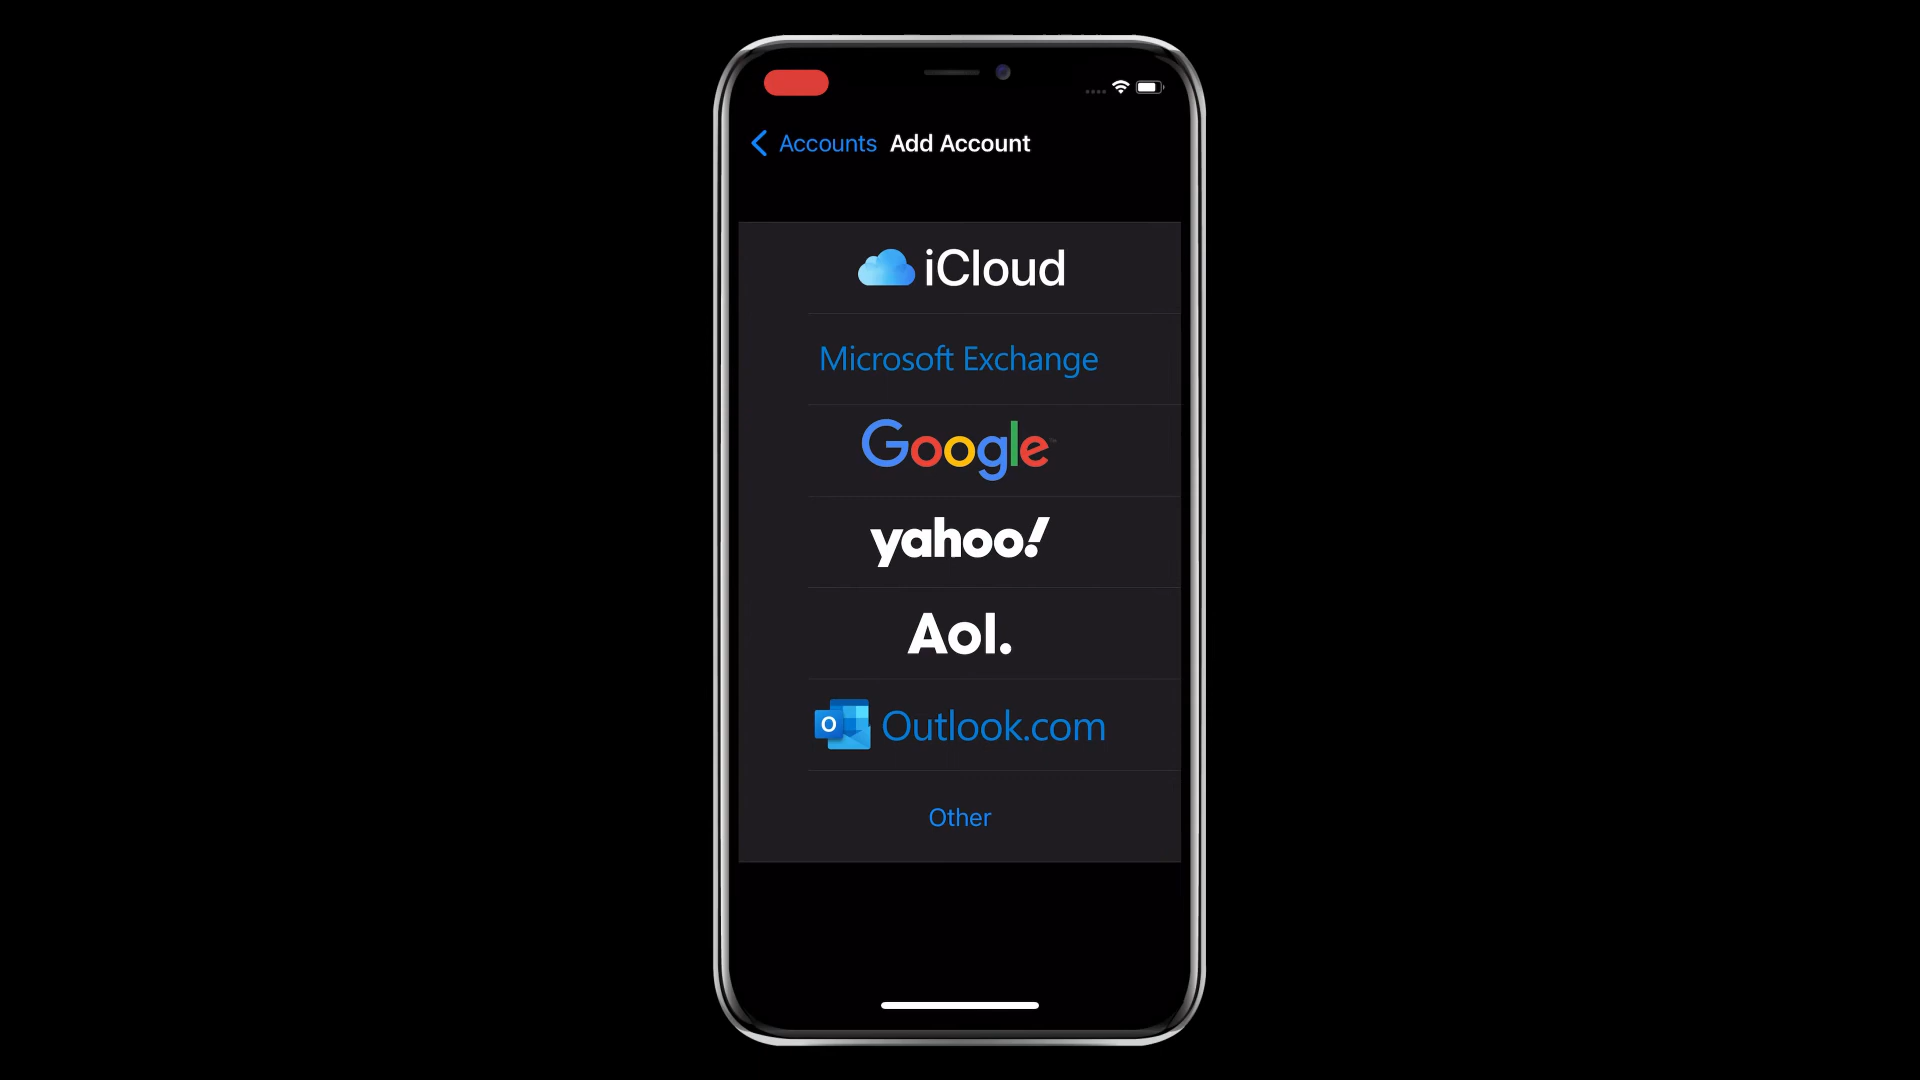 Accounts Add Account
iCloud
Microsoft Exchange
Google
yahoo!
Aol.
O Outlook.com
Other